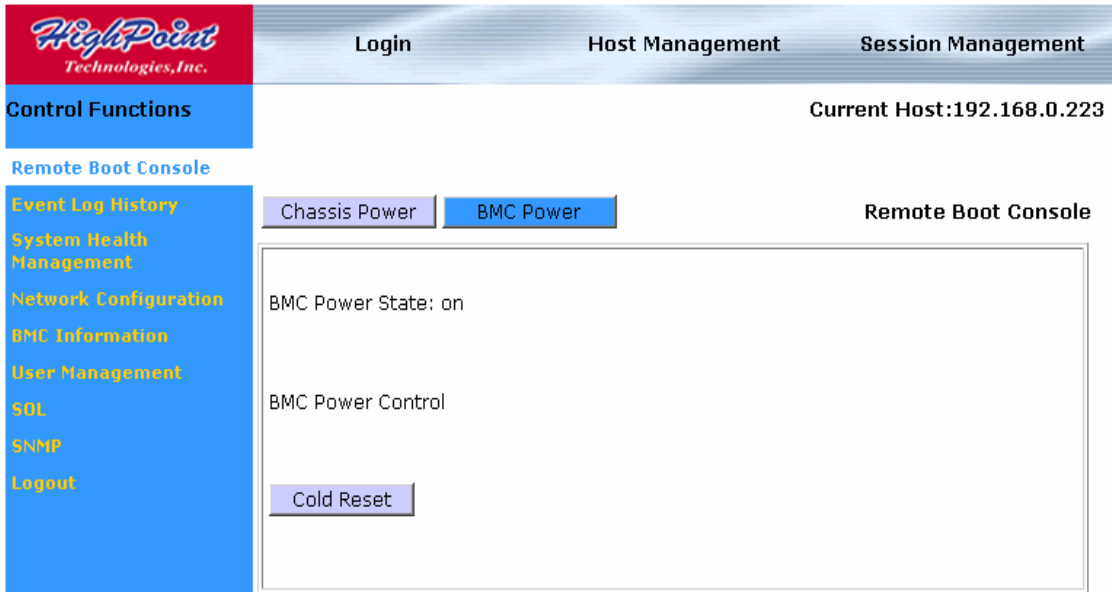 HighPoint
Technologies,Inc.
Login
Host Management
Session Management
Control Functions
Current Host:192.168.0.223
Remote Boot Console
Event Log History
System Health
Management
Network Configuration
BMC Information
User Management
SOL
SNMP
Logout
Chassis Power
BMC Power
Remote Boot Console
BMC Power State: on
BMC Power Control
Cold Reset